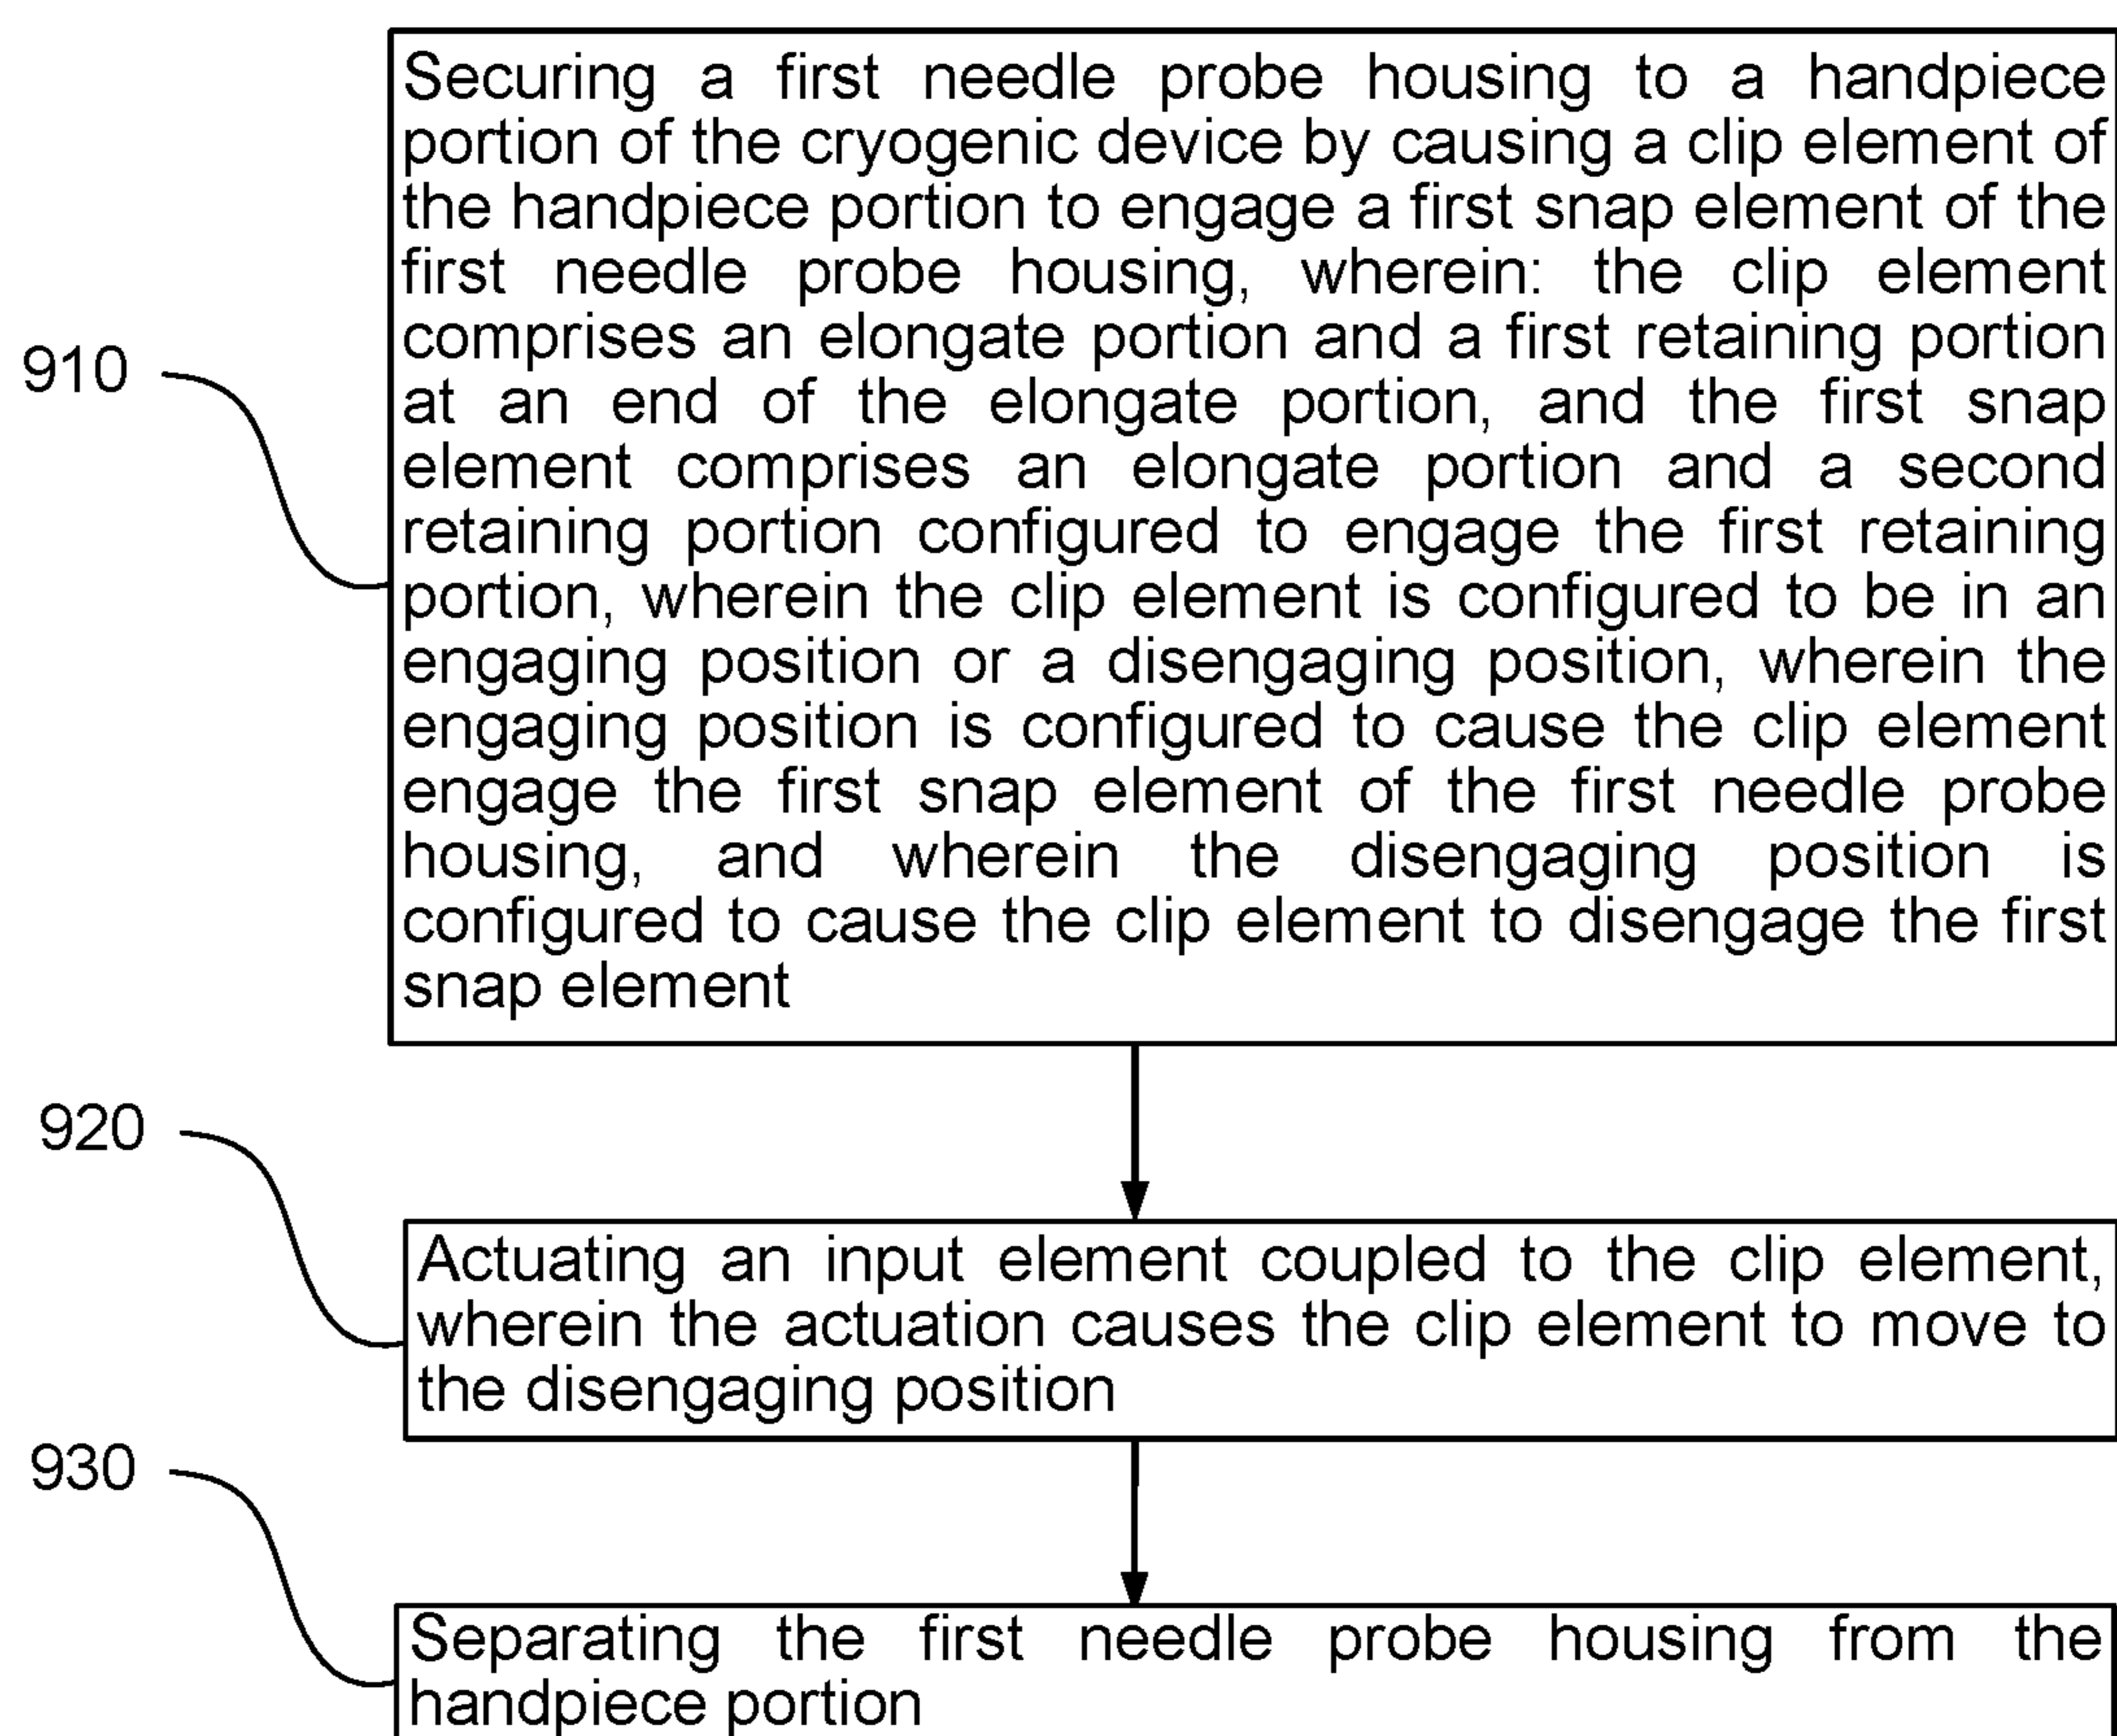 Securing a first needle probe housing to a handpiece
portion of the cryogenic device by causing a clip element of
the handpiece portion to engage a first snap element of the
first needle probe housing, wherein: the clip element
comprises an elongate portion and a first retaining portion
at an end of the elongate portion, and the first snap
element comprises an elongate portion and a second
retaining portion configured to engage the first retaining
portion, wherein the clip element is configured to be in an
engaging position or a disengaging position, wherein the
engaging position is configured to cause the clip element
engage the first snap element of the first needle probe
housing, and wherein the disengaging position is
configured to cause the clip element to disengage the first
snap element
910
920
Actuating an input element coupled to the clip element,
wherein the actuation causes the clip element to move to
the disengaging position
930
Separating the first needle probe housing from the
handpiece portion